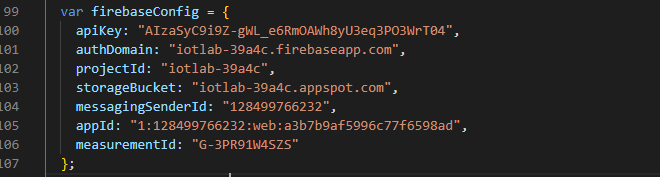 99 var firebaseConfig = {
100 apiKey: "AIzaSyC9i9Z-gWL_e6RmOAWh8yU3eq3PO3WrT04",
101 authDomain: "iotlab-39a4c.firebaseapp.com",
102 projectId: "iotlab-39a4c",
103 storageBucket: "iotlab-39a4c.appspot.com",
104 messagingSenderId: "128499766232",
105 appId: "1:128499766232:web:a3b7b9af5996c77f6598ad",
106 measurementId: "G-3PR91W4SZS"
107 };